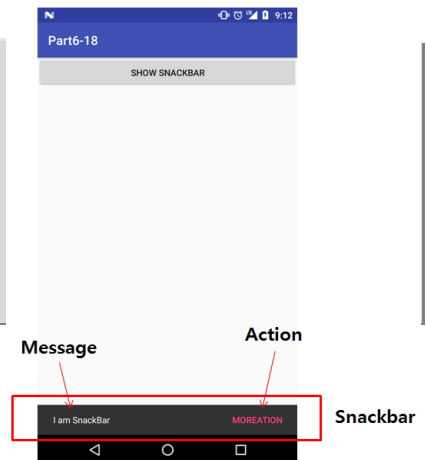 9:12
Part6-18
SHOW SNACKBAR
Message
Action
I am SnackBar
MOREATION
Snackbar